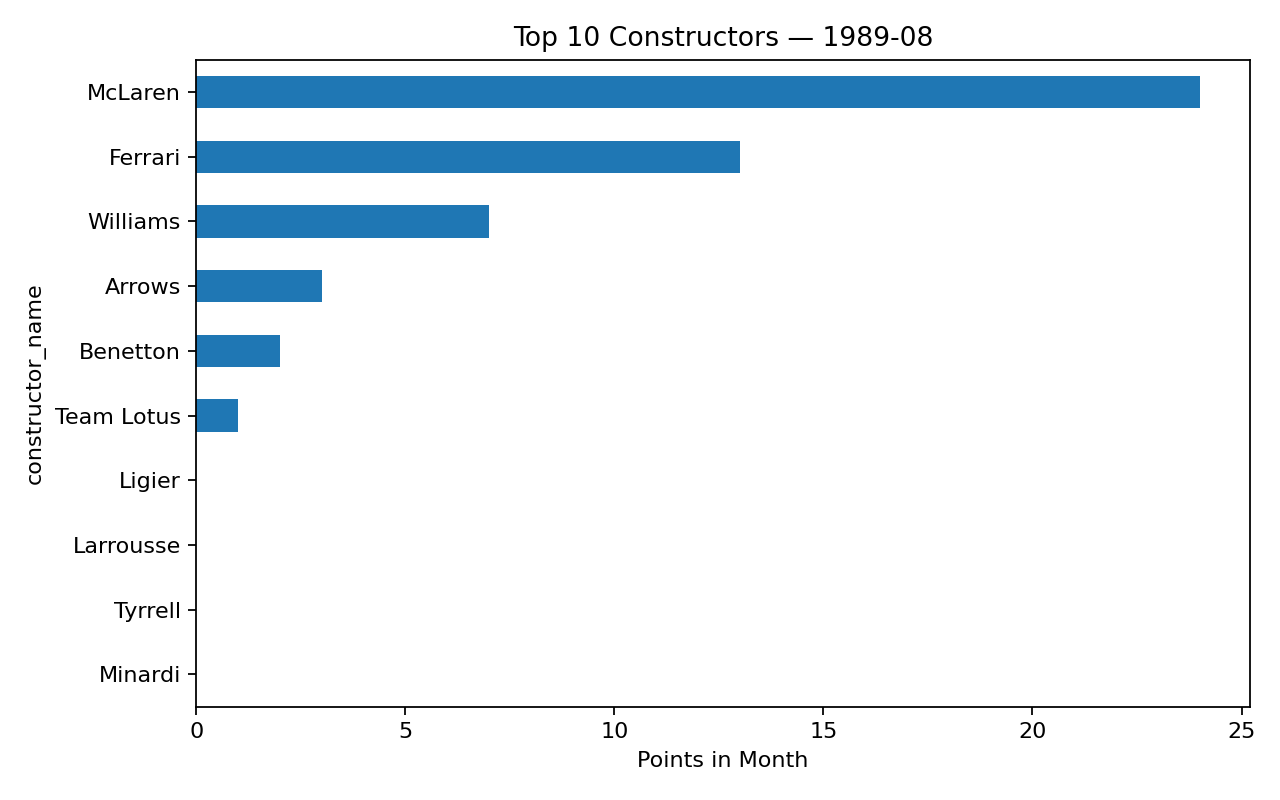 Top 10 Constructors — 1989-08
constructor_name
McLaren
Ferrari
Williams
Arrows
Benetton
Team Lotus
Ligier
Larrousse
Tyrrell
Minardi
0 5 10 15 20 25
Points in Month